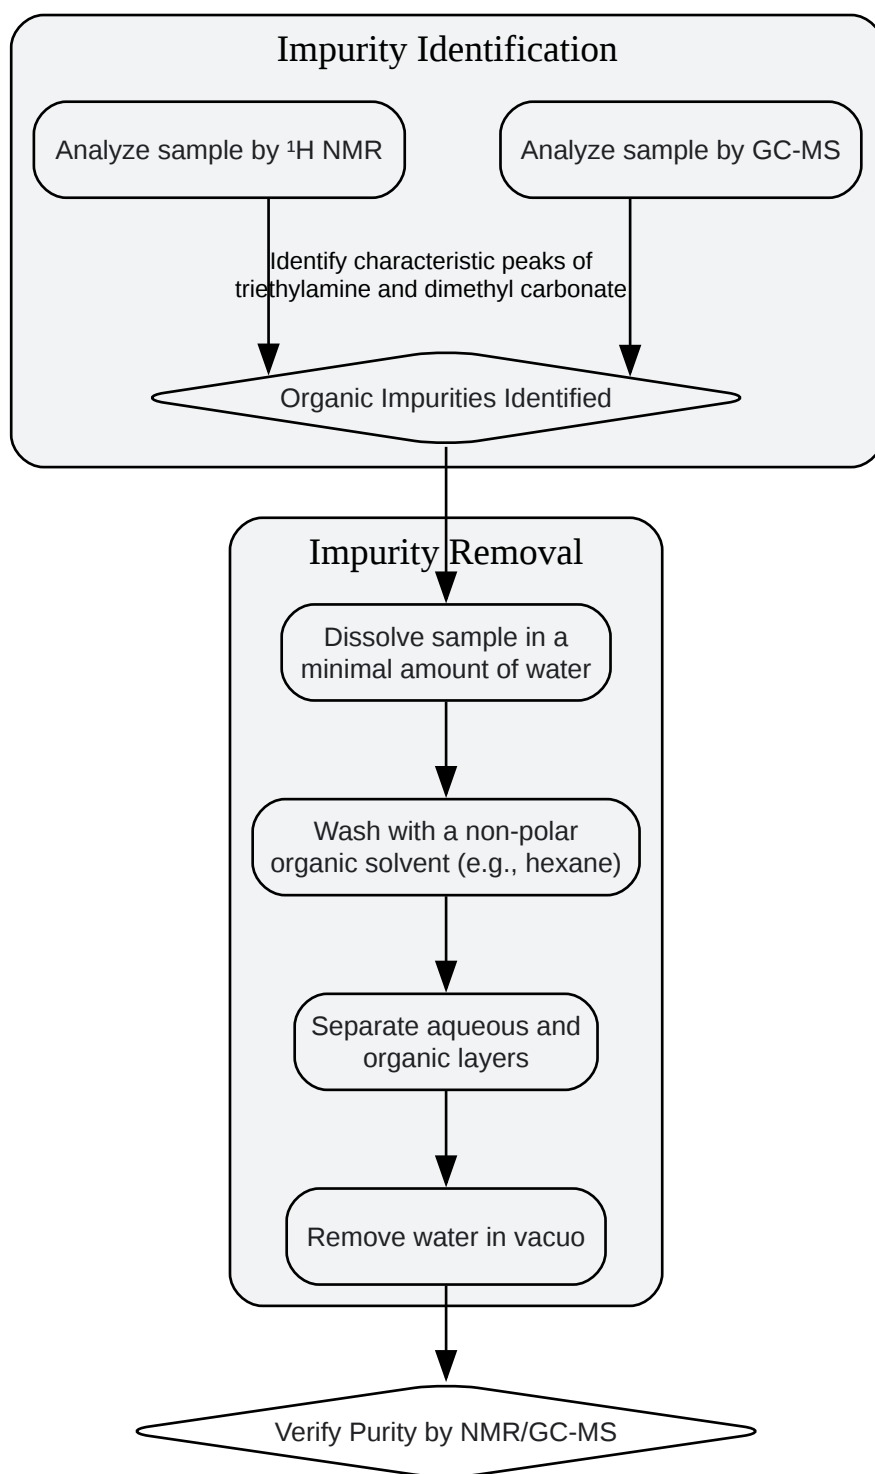 Impurity Identification
Analyze sample by ¹H NMR
Analyze sample by GC-MS
Identify characteristic peaks of
triethylamine and dimethyl carbonate
Organic Impurities Identified
Impurity Removal
Dissolve sample in a
minimal amount of water
Wash with a non-polar
organic solvent (e.g., hexane)
Separate aqueous and
organic layers
Remove water in vacuo
Verify Purity by NMR/GC-MS